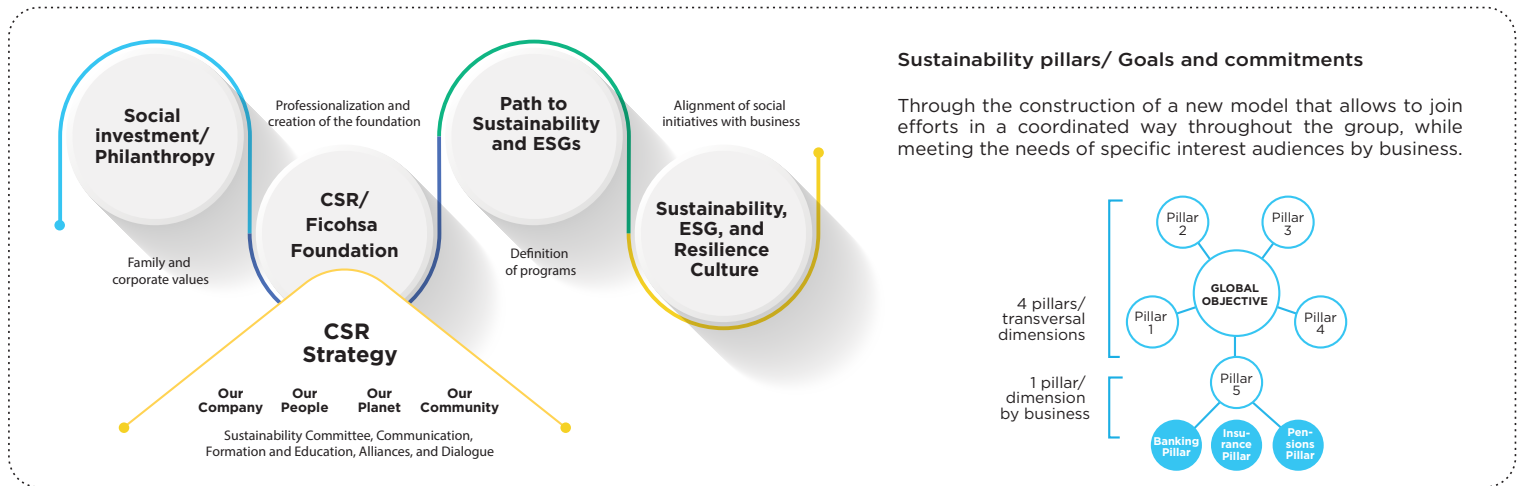 Social
investment/
Philanthropy
Family and
corporate values
Professionalization and
creation of the foundation
CSR/
Ficohsa
Foundation
Path to
Sustainability
and ESGs
Definition
of programs
Alignment of social
initiatives with business
Sustainability,
ESG, and
Resilience
Culture
CSR
Strategy
Our
Company
Our
People
Our
Planet
Our
Community
Sustainability Committee, Communication,
Formation and Education, Alliances, and Dialogue
Sustainability pillars/ Goals and commitments
Through the construction of a new model that allows to join
efforts in a coordinated way throughout the group, while
meeting the needs of specific interest audiences by business.
4 pillars/
transversal
dimensions
Pillar
2
Pillar
3
GLOBAL
OBJECTIVE
Pillar
1
Pillar
4
1 pillar/
dimension
by business
Pillar
5
Banking
Pillar
Insu-
rance
Pillar
Pen-
sions
Pillar